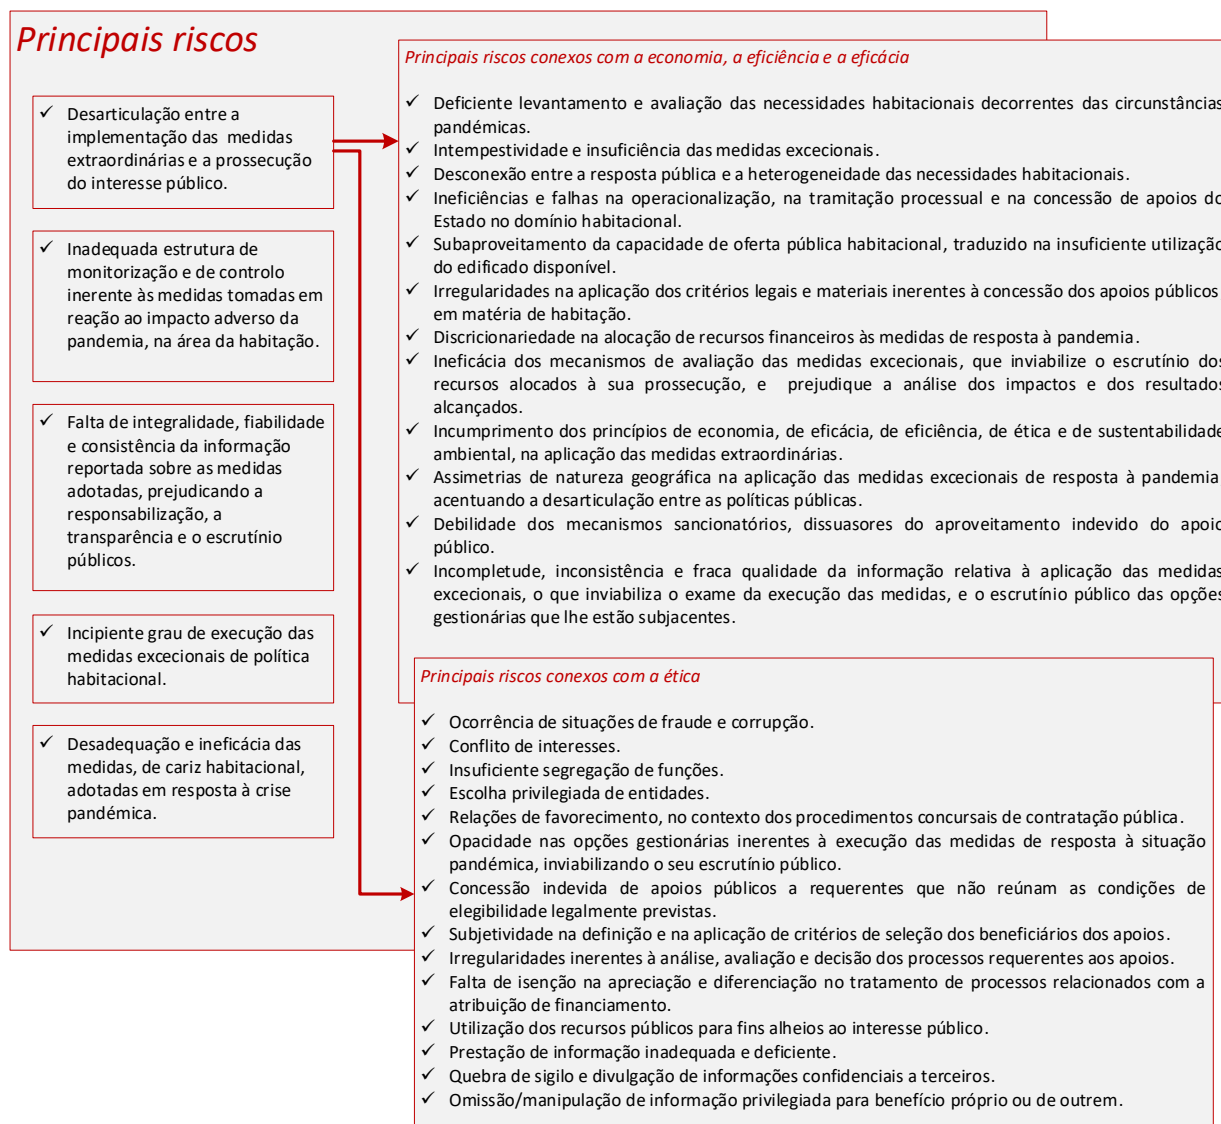 Principais riscos
✓ Desarticulação entre a
implementação das medidas
extraordinárias e a prossecução
do interesse público.
✓ Inadequada estrutura de
monitorização e de controlo
inerente às medidas tomadas em
reação ao impacto adverso da
pandemia, na área da habitação.
✓ Falta de integralidade, fiabilidade
e consistência da informação
reportada sobre as medidas
adotadas, prejudicando a
responsabilização, a
transparência e o escrutínio
públicos.
✓ Incipiente grau de execução das
medidas excecionais de política
habitacional.
✓ Desadequação e ineficácia das
medidas, de cariz habitacional,
adotadas em resposta à crise
pandémica.
Principais riscos conexos com a economia, a eficiência e a eficácia
✓ Deficiente levantamento e avaliação das necessidades habitacionais decorrentes das circunstâncias
pandémicas.
✓ Intempestividade e insuficiência das medidas excecionais.
✓ Desconexão entre a resposta pública e a heterogeneidade das necessidades habitacionais.
✓ Ineficiências e falhas na operacionalização, na tramitação processual e na concessão de apoios do
Estado no domínio habitacional.
✓ Subaproveitamento da capacidade de oferta pública habitacional, traduzido na insuficiente utilização
do edificado disponível.
✓ Irregularidades na aplicação dos critérios legais e materiais inerentes à concessão dos apoios públicos
em matéria de habitação.
✓ Discricionariedade na alocação de recursos financeiros às medidas de resposta à pandemia.
✓ Ineficácia dos mecanismos de avaliação das medidas excecionais, que inviabilize o escrutínio dos
recursos alocados à sua prossecução, e prejudique a análise dos impactos e dos resultados
alcançados.
✓ Incumprimento dos princípios de economia, de eficácia, de eficiência, de ética e de sustentabilidade
ambiental, na aplicação das medidas extraordinárias.
✓ Assimetrias de natureza geográfica na aplicação das medidas excecionais de resposta à pandemia
acentuando a desarticulação entre as políticas públicas.
✓ Debilidade dos mecanismos sancionatórios, dissuasores do aproveitamento indevido do apoio
público.
✓ Incompletude, inconsistência e fraca qualidade da informação relativa à aplicação das medidas
excecionais, o que inviabiliza o exame da execução das medidas, e o escrutínio público das opções
gestionárias que lhe estão subjacentes.
Principais riscos conexos com a ética
✓ Ocorrência de situações de fraude e corrupção.
✓ Conflito de interesses.
✓ Insuficiente segregação de funções.
✓ Escolha privilegiada de entidades.
✓ Relações de favorecimento, no contexto dos procedimentos concursais de contratação pública.
✓ Opacidade nas opções gestionárias inerentes à execução das medidas de resposta à situação
pandémica, inviabilizando o seu escrutínio público.
✓ Concessão indevida de apoios públicos a requerentes que não reúnam as condições de
elegibilidade legalmente previstas.
✓ Subjetividade na definição e na aplicação de critérios de seleção dos beneficiários dos apoios.
✓ Irregularidades inerentes à análise, avaliação e decisão dos processos requerentes aos apoios.
✓ Falta de isenção na apreciação e diferenciação no tratamento de processos relacionados com a
atribuição de financiamento.
✓ Utilização dos recursos públicos para fins alheios ao interesse público.
✓ Prestação de informação inadequada e deficiente.
✓ Quebra de sigilo e divulgação de informações confidenciais a terceiros.
✓ Omissão/manipulação de informação privilegiada para benefício próprio ou de outrem.